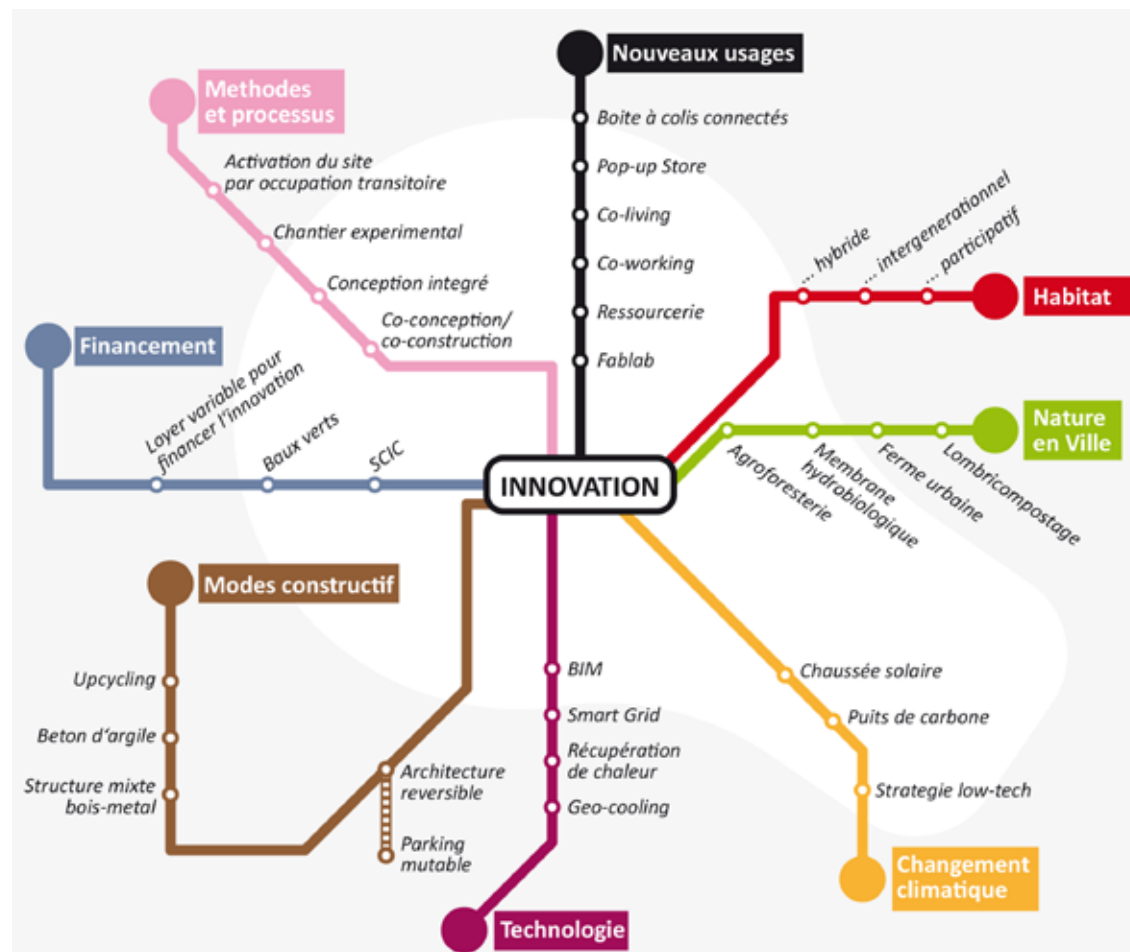 Nouveaux usages
Boite à colis connectés
Pop-up Store
Co-living
Co-working
Ressourcerie
Fablab
Methodes
et processus
Activation du site
par occupation transitoire
Chantier experimental
Conception integré
Co-conception/
co-construction
Financement
Loyer variable pour
financer l'innovation
Baux verts
SCIC
... hybride
... intergenerationnel
... participatif
Habitat
Nature
en Ville
Agroforesterie
Membrane
hydrobiologique
Ferme urbaine
Lombricompostage
INNOVATION
Modes constructif
Upcycling
Beton d'argile
Structure mixte
bois-metal
Architecture
reversible
Parking
mutable
BIM
Smart Grid
Récupération
de chaleur
Geo-cooling
Technologie
Chaussée solaire
Puits de carbone
Strategie low-tech
Changement
climatique